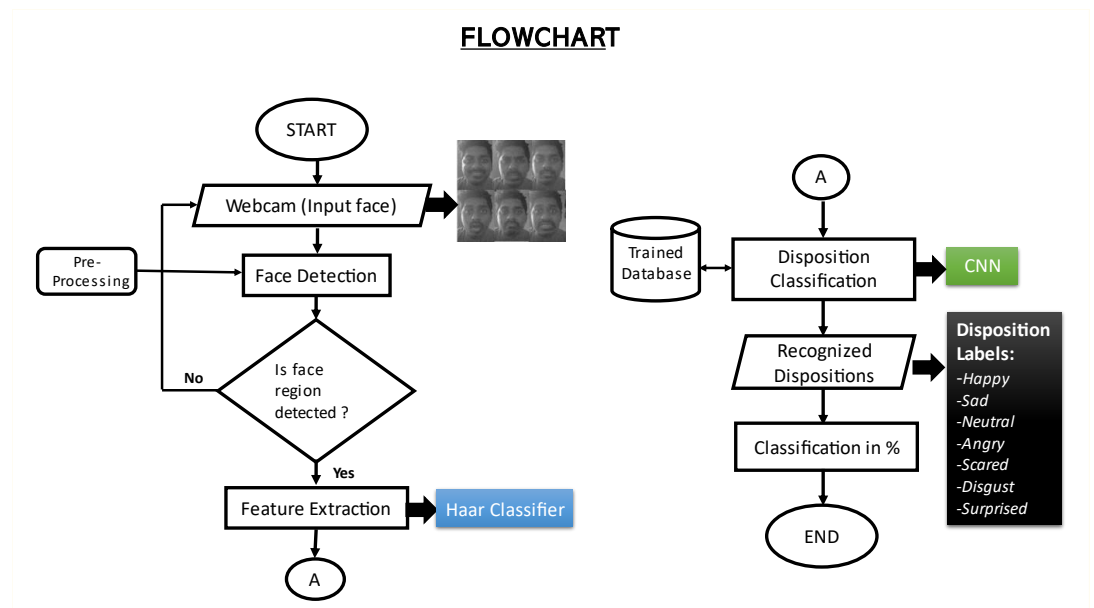 FLOWCHART
START
Webcam (Input face)
Pre-
Processing
Face Detection
Is face
region
detected ?
No
Yes
Feature Extraction
Haar Classifier
A
A
Trained
Database
Disposition
Classification
CNN
Recognized
Dispositions
Disposition
Labels:
-Happy
-Sad
-Neutral
-Angry
-Scared
-Disgust
-Surprised
Classification in %
END